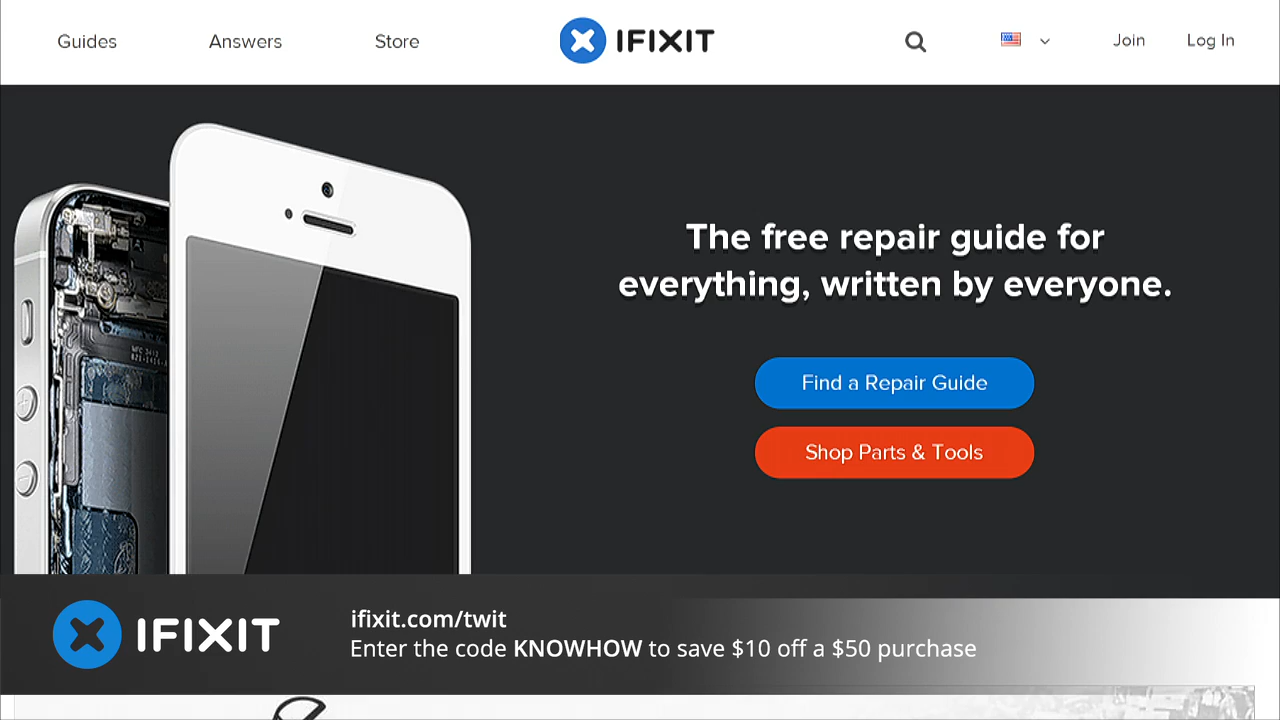 Guides
Answers
Store
IFIXIT
Join
Log In
The free repair guide for
everything, written by everyone.
Find a Repair Guide
Shop Parts & Tools
IFIXIT
ifixit.com/twit
Enter the code KNOWHOW to save $10 off a $50 purchase